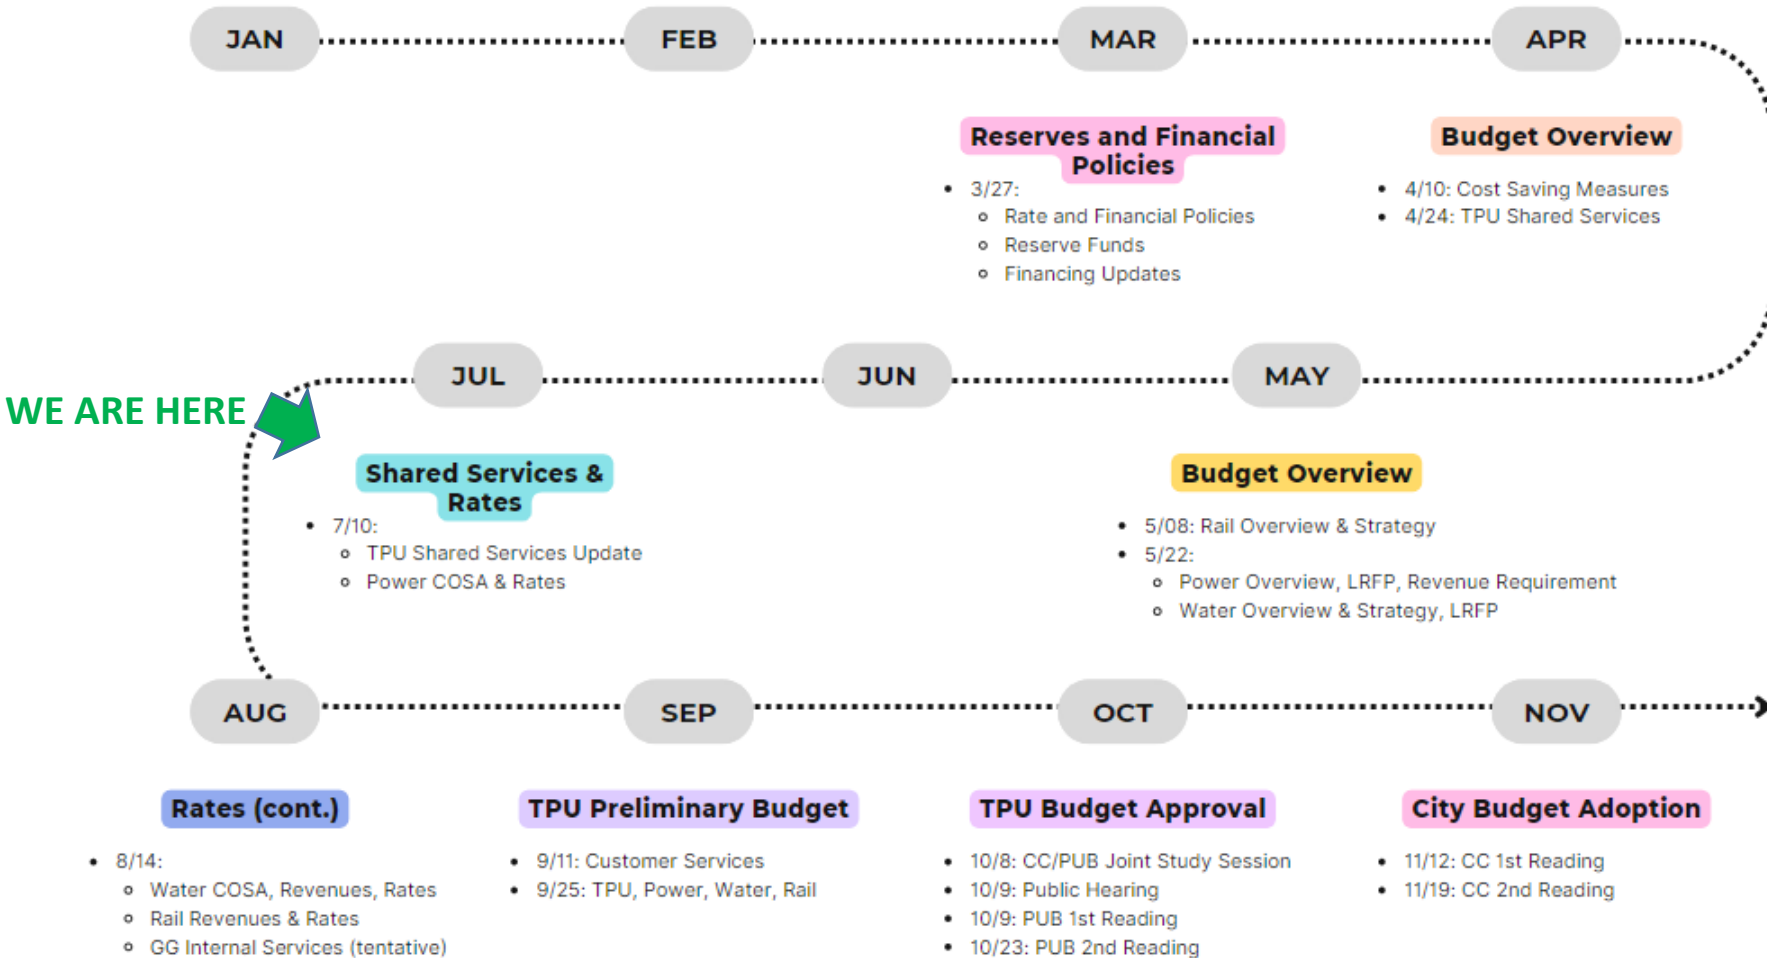 JAN
FEB
MAR
APR
Reserves and Financial
Policies
• 3/27:
◦ Rate and Financial Policies
◦ Reserve Funds
◦ Financing Updates
Budget Overview
• 4/10: Cost Saving Measures
• 4/24: TPU Shared Services
JUL
JUN
MAY
WE ARE HERE
Shared Services &
Rates
• 7/10:
◦ TPU Shared Services Update
◦ Power COSA & Rates
Budget Overview
• 5/08: Rail Overview & Strategy
• 5/22:
◦ Power Overview, LRFP, Revenue Requirement
◦ Water Overview & Strategy, LRFP
AUG
SEP
OCT
NOV
Rates (cont.)
• 8/14:
◦ Water COSA, Revenues, Rates
◦ Rail Revenues & Rates
◦ GG Internal Services (tentative)
TPU Preliminary Budget
• 9/11: Customer Services
• 9/25: TPU, Power, Water, Rail
TPU Budget Approval
• 10/8: CC/PUB Joint Study Session
• 10/9: Public Hearing
• 10/9: PUB 1st Reading
• 10/23: PUB 2nd Reading
City Budget Adoption
• 11/12: CC 1st Reading
• 11/19: CC 2nd Reading